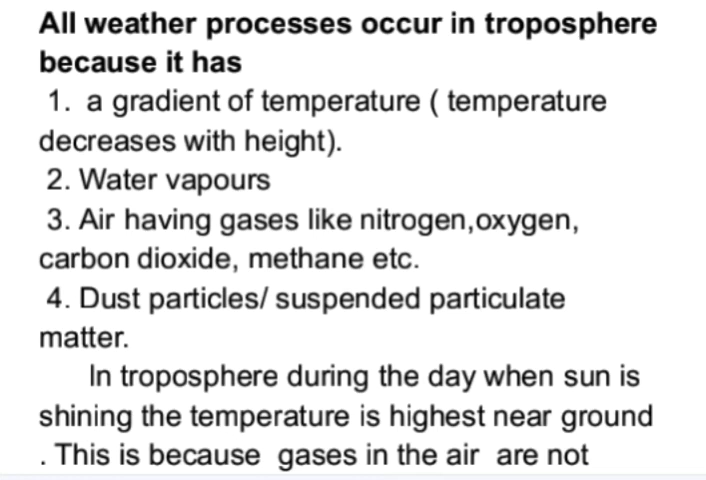 All weather processes occur in troposphere
because it has
1. a gradient of temperature ( temperature
decreases with height).
2. Water vapours
3. Air having gases like nitrogen,oxygen,
carbon dioxide, methane etc.
4. Dust particles/ suspended particulate
matter.
In troposphere during the day when sun is
shining the temperature is highest near ground
. This is because gases in the air are not